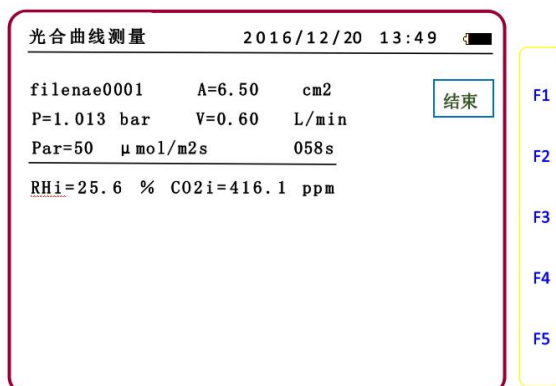 光合曲线测量 2016/12/20 13:49
filenae0001 A=6.50 cm2
结束
P=1.013 bar V=0.60 L/min
Par=50 μmol/m2s 058s
RHi=25.6 % CO2i=416.1 ppm
F1
F2
F3
F4
F5